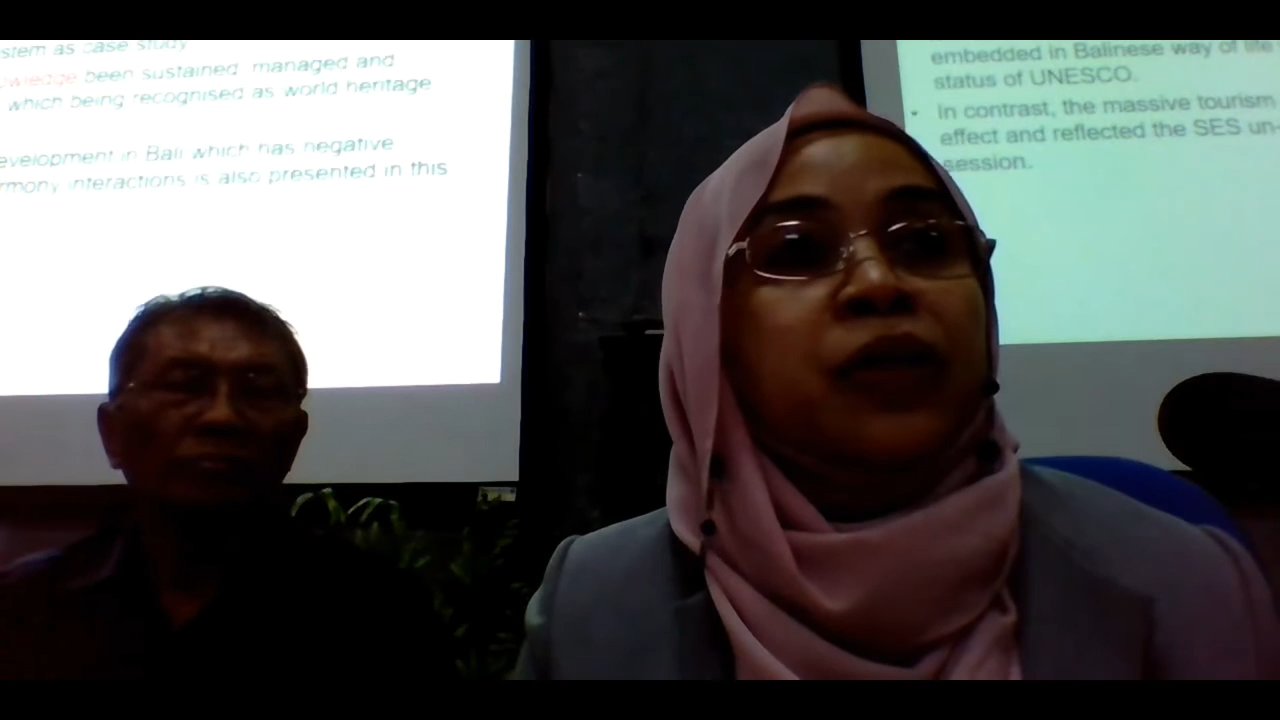 stem as case study
owledge been sustained, managed and
which being recognised as world heritage
evelopment in Bali which has negative
rmony interactions is also presented in this
embedded in Balinese way of life
status of UNESCO.
In contrast, the massive tourism
effect and reflected the SES un-
session.